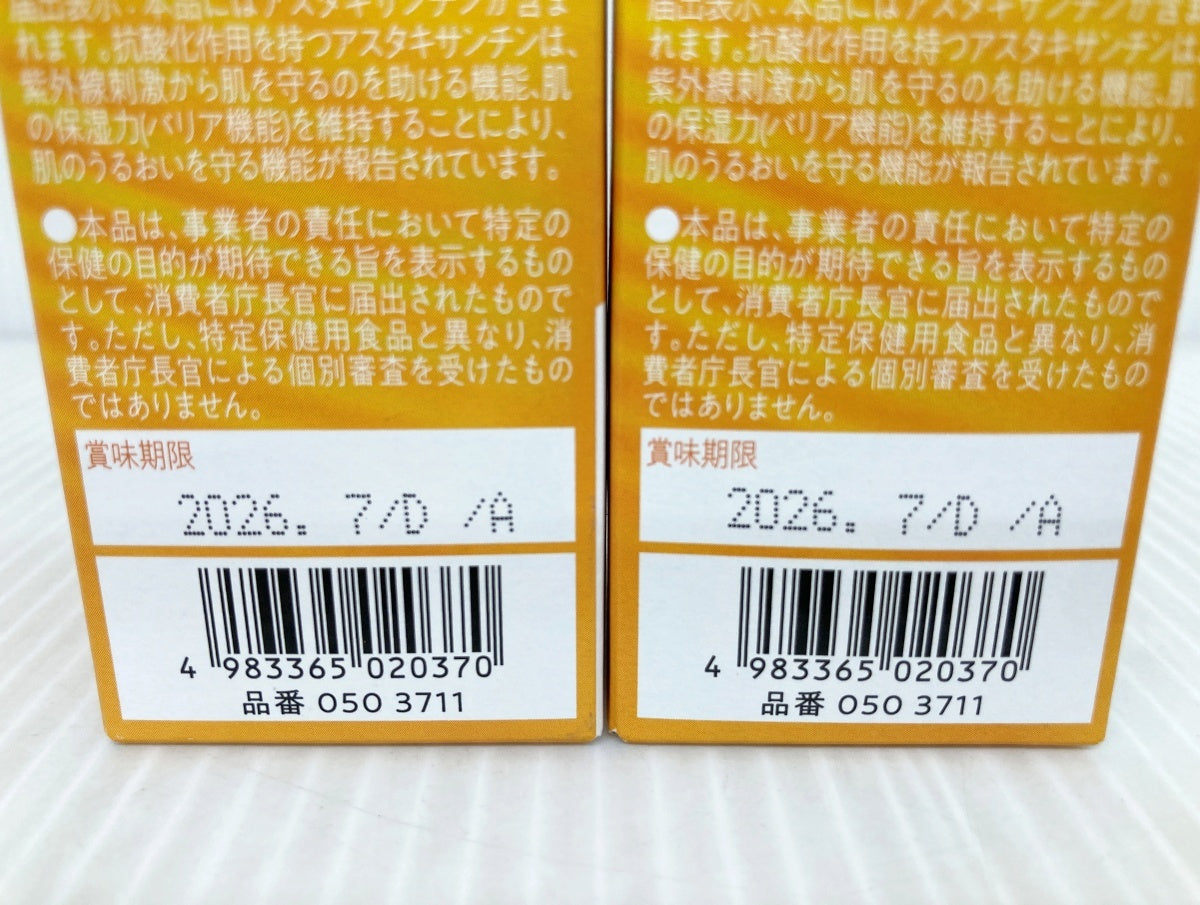 届出表示:本品にはアスタキサンチンが含ま
れます。抗酸化作用を持つアスタキサンチンは、
紫外線刺激から肌を守るのを助ける機能、肌
の保湿力(バリア機能)を維持することにより、
肌のうるおいを守る機能が報告されています。
●本品は、事業者の責任において特定の
保健の目的が期待できる旨を表示するもの
として、消費者庁長官に届出されたもので
す。ただし、特定保健用食品と異なり、消
費者庁長官による個別審査を受けたもの
ではありません。
賞味期限
2026. 7/D /A
4 983365 020370
品番 050 3711
届出表示:本品にはアスタキサンチンが含ま
れます。抗酸化作用を持つアスタキサンチンは
紫外線刺激から肌を守るのを助ける機能、肌
の保湿力(バリア機能)を維持することにより、
肌のうるおいを守る機能が報告されています。
●本品は、事業者の責任において特定の
保健の目的が期待できる旨を表示するもの
として、消費者庁長官に届出されたもので
す。ただし、特定保健用食品と異なり、消
費者庁長官による個別審査を受けたもの
ではありません。
賞味期限
2026. 7/D /A
4 983365 020370
品番 050 3711